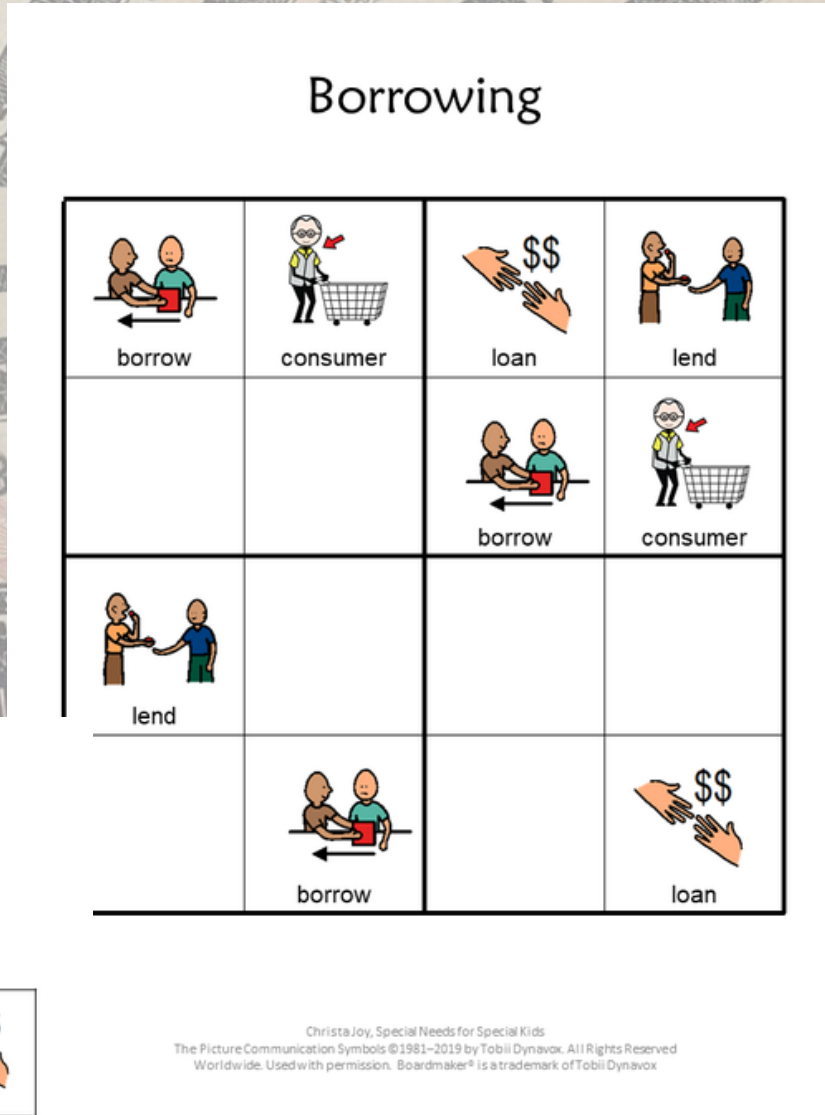 Borrowing
$$
borrow consumer loan lend
borrow consumer
lend
$$
borrow loan
Christa Joy, Special Needs for Special Kids
The Picture Communication Symbols ©1981–2019 by Tobii Dynavox. All Rights Reserved
Worldwide. Used with permission. Boardmaker® is a trademark of Tobii Dynavox